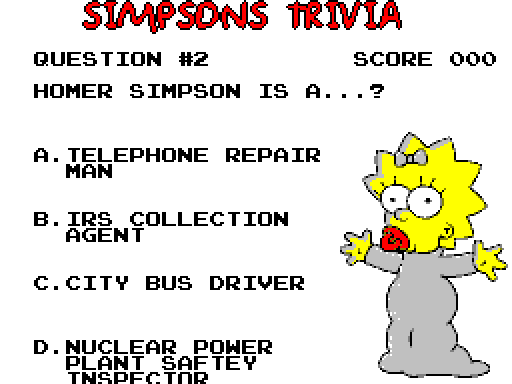 SIMPSONS TRIVIA
QUESTION #2 SCORE 000
HOMER SIMPSON IS A...?
A.TELEPHONE REPAIR
MAN
B.IRS COLLECTION
AGENT
C.CITY BUS DRIVER
D.NUCLEAR POWER
PLANT SAFTEY
INSPECTOR